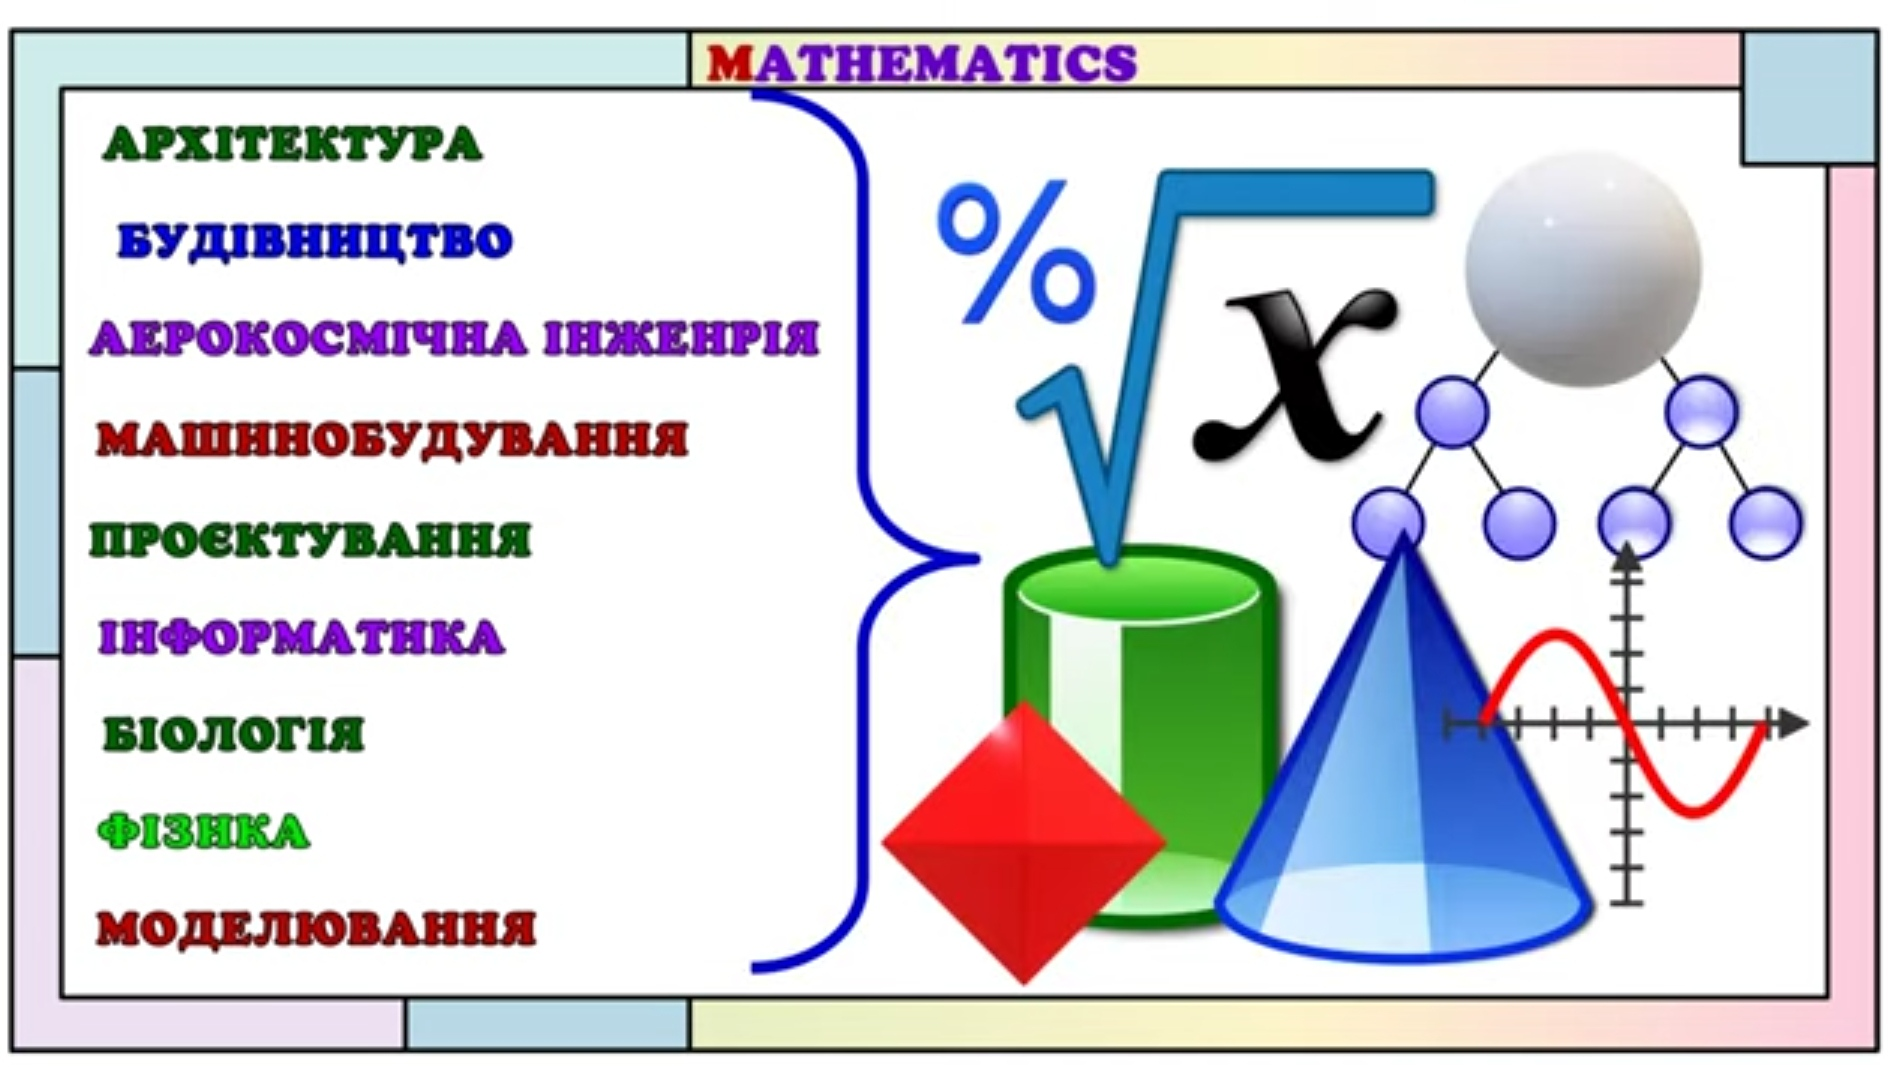 MATHEMATICS
АРХІТЕКТУРА
БУДІВНИЦТВО
АЕРОКОСМІЧНА ІНЖЕНРІЯ
МАШИНОБУДУВАННЯ
ПРОЄКТУВАННЯ
ІНФОРМАТИКА
БІОЛОГІЯ
ФІЗИКА
МОДЕЛЮВАННЯ
%
√x